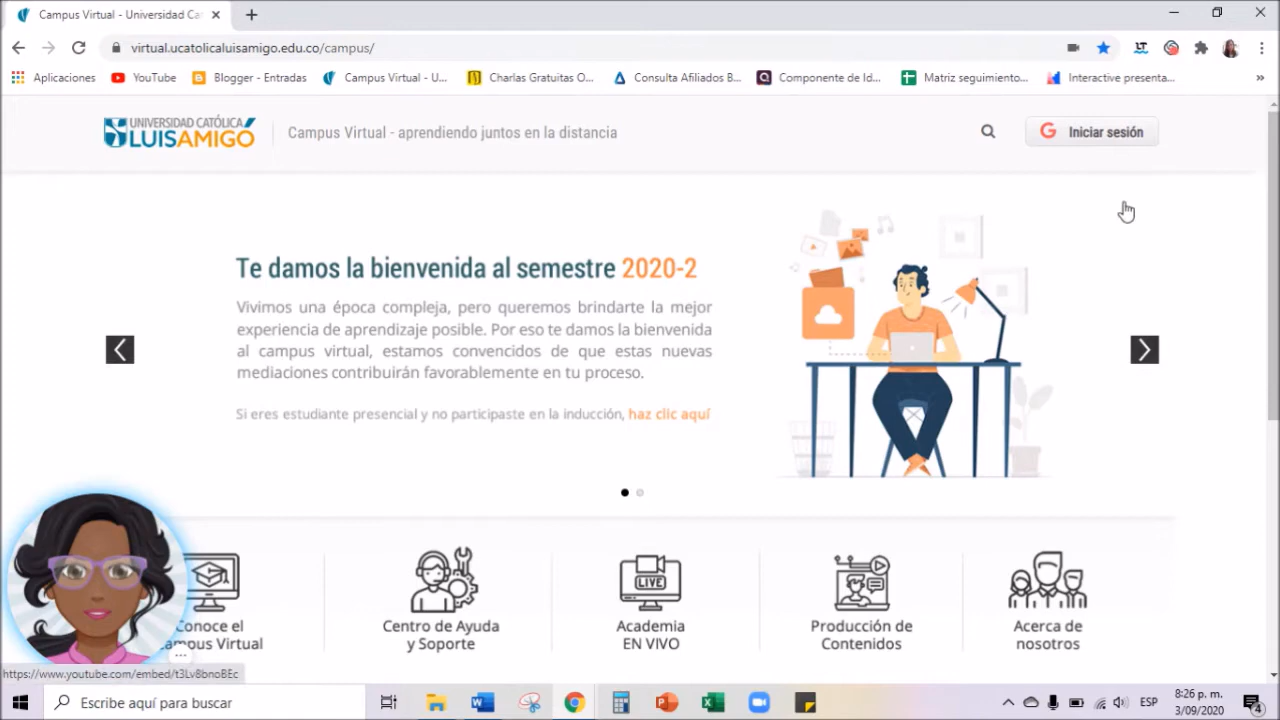 Campus Virtual - Universidad Ca
virtual.ucatolicaluisamigo.edu.co/campus/
Aplicaciones YouTube Blogger - Entradas Campus Virtual - U... Charlas Gratuitas O... Consulta Afiliados B... Componente de Id... Matriz seguimiento... Interactive presenta... »
UNIVERSIDAD CATÓLICA
LUISAMIGO
Campus Virtual - aprendiendo juntos en la distancia
Iniciar sesión
Te damos la bienvenida al semestre 2020-2
Vivimos una época compleja, pero queremos brindarte la mejor
experiencia de aprendizaje posible. Por eso te damos la bienvenida
al campus virtual, estamos convencidos de que estas nuevas
mediaciones contribuirán favorablemente en tu proceso.
Si eres estudiante presencial y no participaste en la inducción, haz clic aquí
LIVE
Conoce el
Campus Virtual
Centro de Ayuda
y Soporte
Academia
EN VIVO
Producción de
Contenidos
Acerca de
nosotros
https://www.youtube.com/embed/t3Lv8bnoBEc
Escribe aquí para buscar
ESP
8:26 p. m.
3/09/2020
4